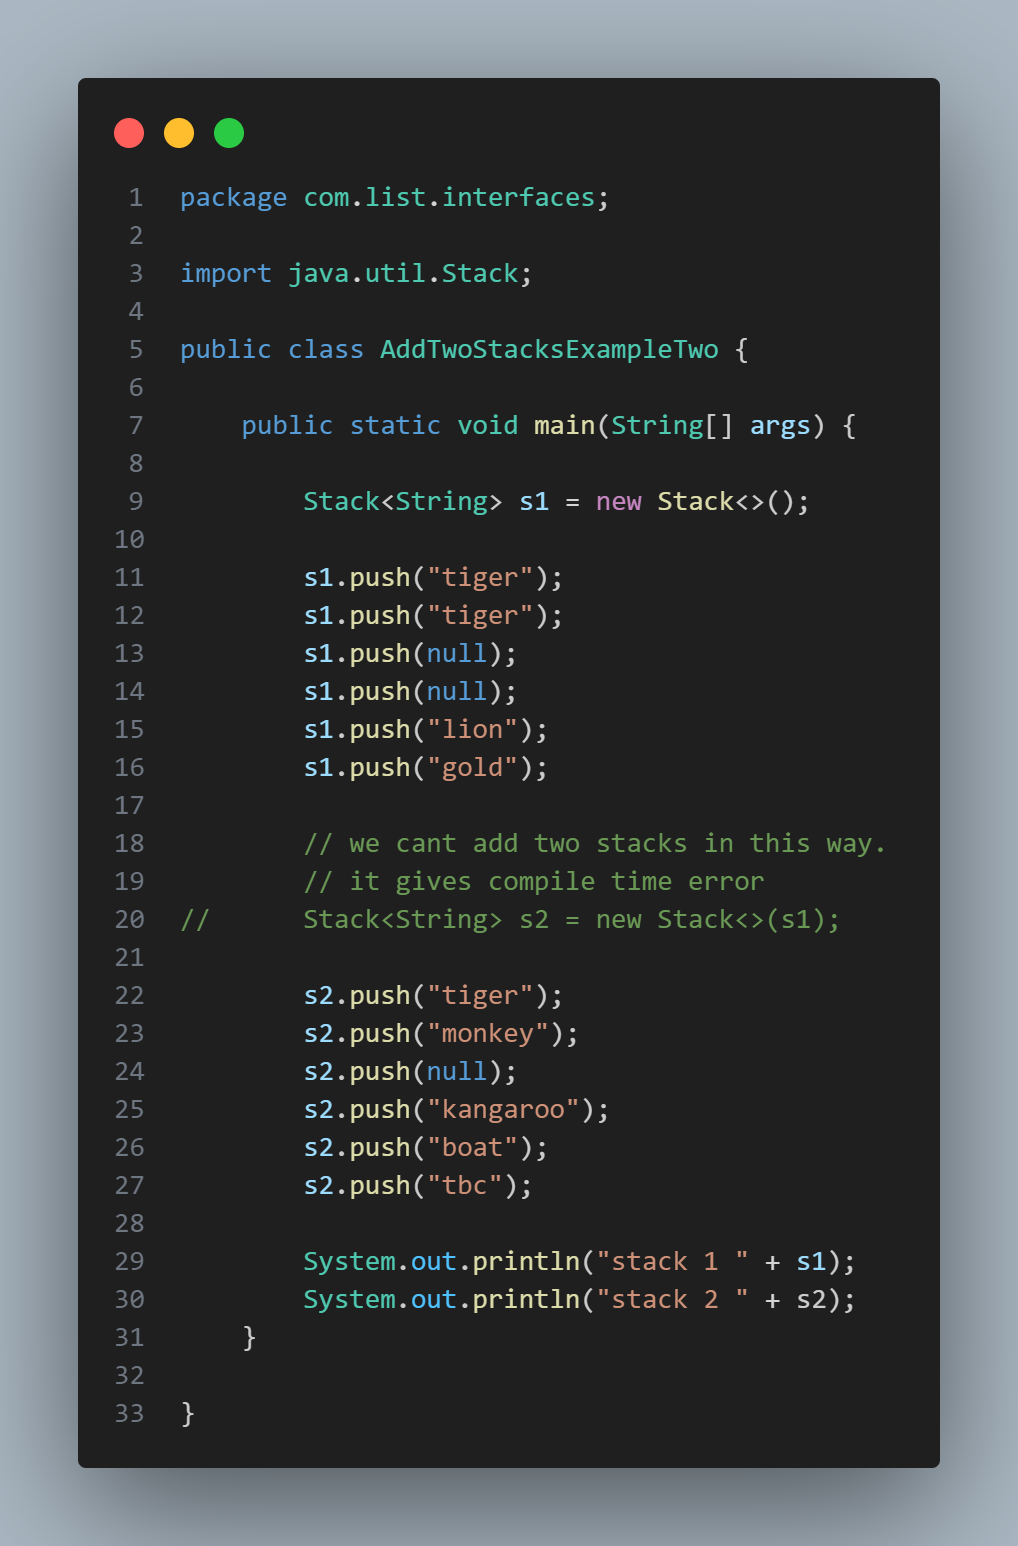 1 package com.list.interfaces;
2
3 import java.util.Stack;
4
5 public class AddTwoStacksExampleTwo {
6
7     public static void main(String[] args) {
8
9         Stack<String> s1 = new Stack<>();
10
11         s1.push("tiger");
12         s1.push("tiger");
13         s1.push(null);
14         s1.push(null);
15         s1.push("lion");
16         s1.push("gold");
17
18         // we cant add two stacks in this way.
19         // it gives compile time error
20 //      Stack<String> s2 = new Stack<>(s1);
21
22         s2.push("tiger");
23         s2.push("monkey");
24         s2.push(null);
25         s2.push("kangaroo");
26         s2.push("boat");
27         s2.push("tbc");
28
29         System.out.println("stack 1 " + s1);
30         System.out.println("stack 2 " + s2);
31     }
32
33 }